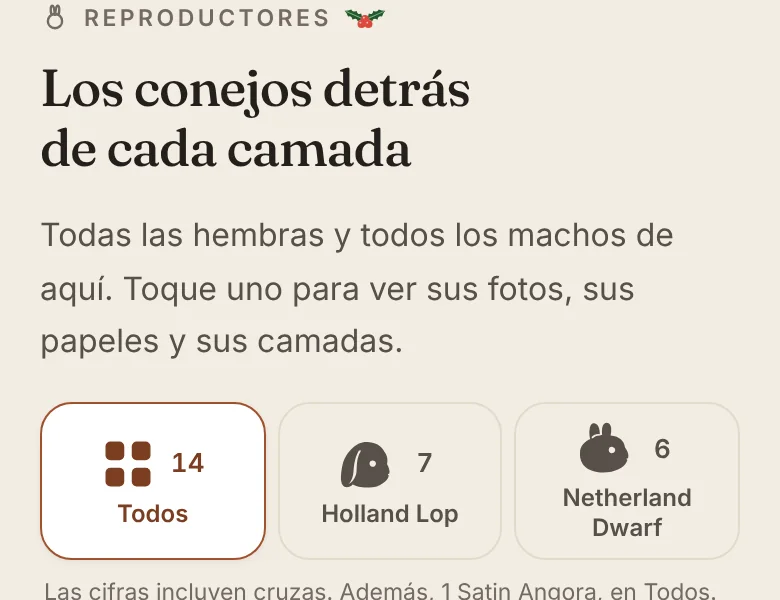 REPRODUCTORES
Los conejos detrás
de cada camada
Todas las hembras y todos los machos de
aquí. Toque uno para ver sus fotos, sus
papeles y sus camadas.
14
Todos
7
Holland Lop
6
Netherland
Dwarf
Las cifras incluyen cruzas. Además, 1 Satin Angora, en Todos.